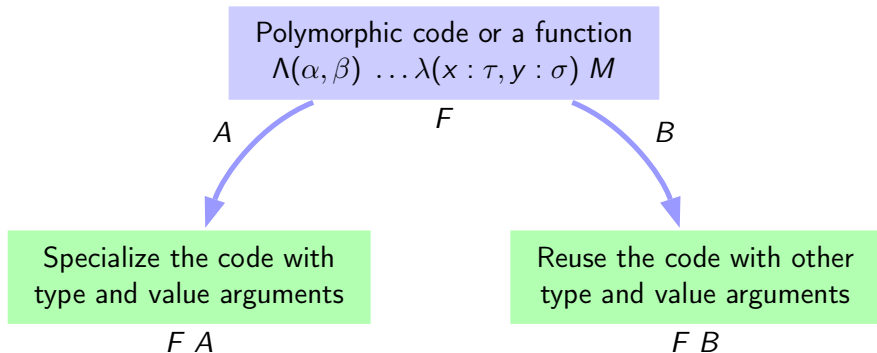 Polymorphic code or a function
Λ(α, β) …λ(x : τ, y : σ) M
F
A
B
Specialize the code with
type and value arguments
F A
Reuse the code with other
type and value arguments
F B